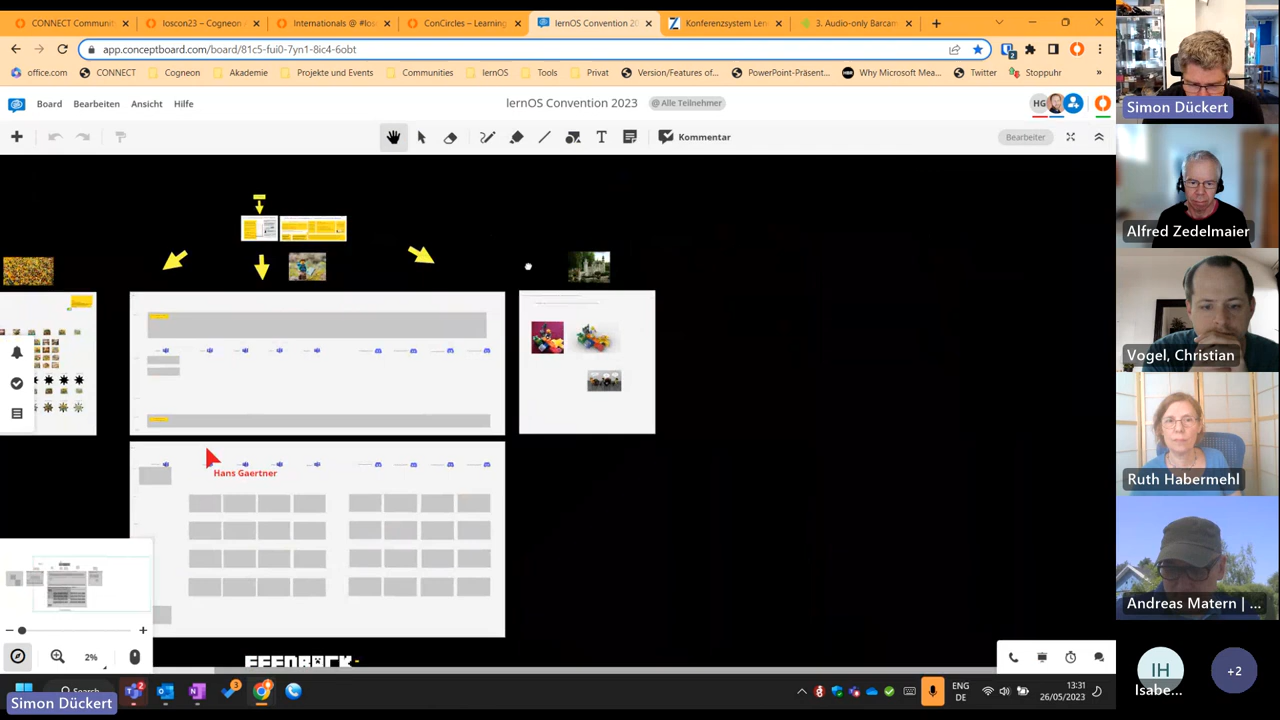 CONNECT Communit
loscon23 – Cogneon
Internationals @ #los
ConCircles – Learning
lernOS Convention 20
Konferenzsystem Lern
3. Audio-only Barcam
app.conceptboard.com/board/81c5-fui0-7yn1-8ic4-6obt
office.com
CONNECT
Cogneon
Akademie
Projekte und Events
Communities
lernOS
Tools
Privat
Version/Features of...
PowerPoint-Präsent...
Why Microsoft Mea...
Twitter
Stoppuhr
»
Board
Bearbeiten
Ansicht
Hilfe
lernOS Convention 2023
@ Alle Teilnehmer
HG
Kommentar
Bearbeiter
Hans Gaertner
FEEDBACK
2%
Search
Simon Dückert
ENG
DE
13:31
26/05/2023
Simon Dückert
Alfred Zedelmaier
Vogel, Christian
Ruth Habermehl
Andreas Matern | ...
IH
Isabe...
+2